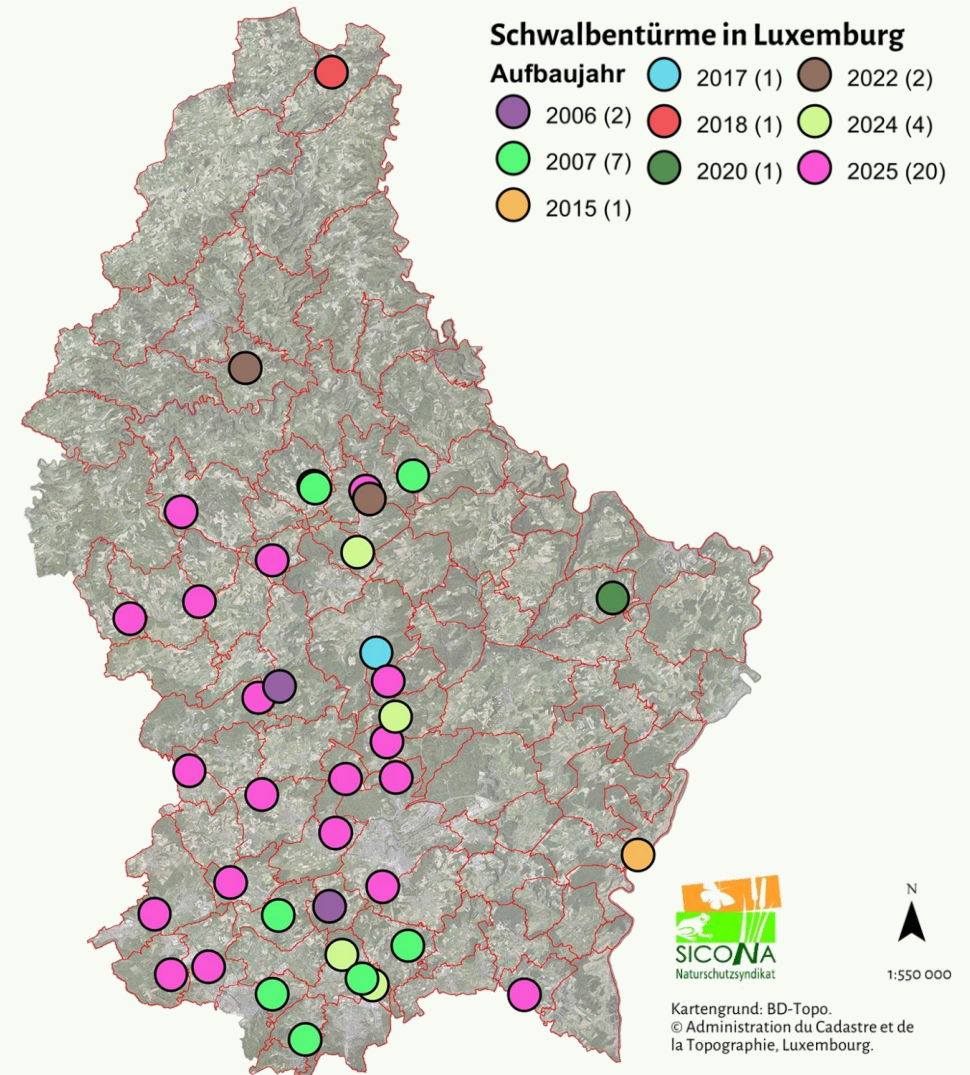 Schwalbentürme in Luxemburg
Aufbaujahr
2006 (2)
2007 (7)
2015 (1)
2017 (1)
2018 (1)
2020 (1)
2022 (2)
2024 (4)
2025 (20)
SICONA
Naturschutzsyndikat
N
1:550 000
Kartengrund: BD-Topo.
© Administration du Cadastre et de
la Topographie, Luxembourg.